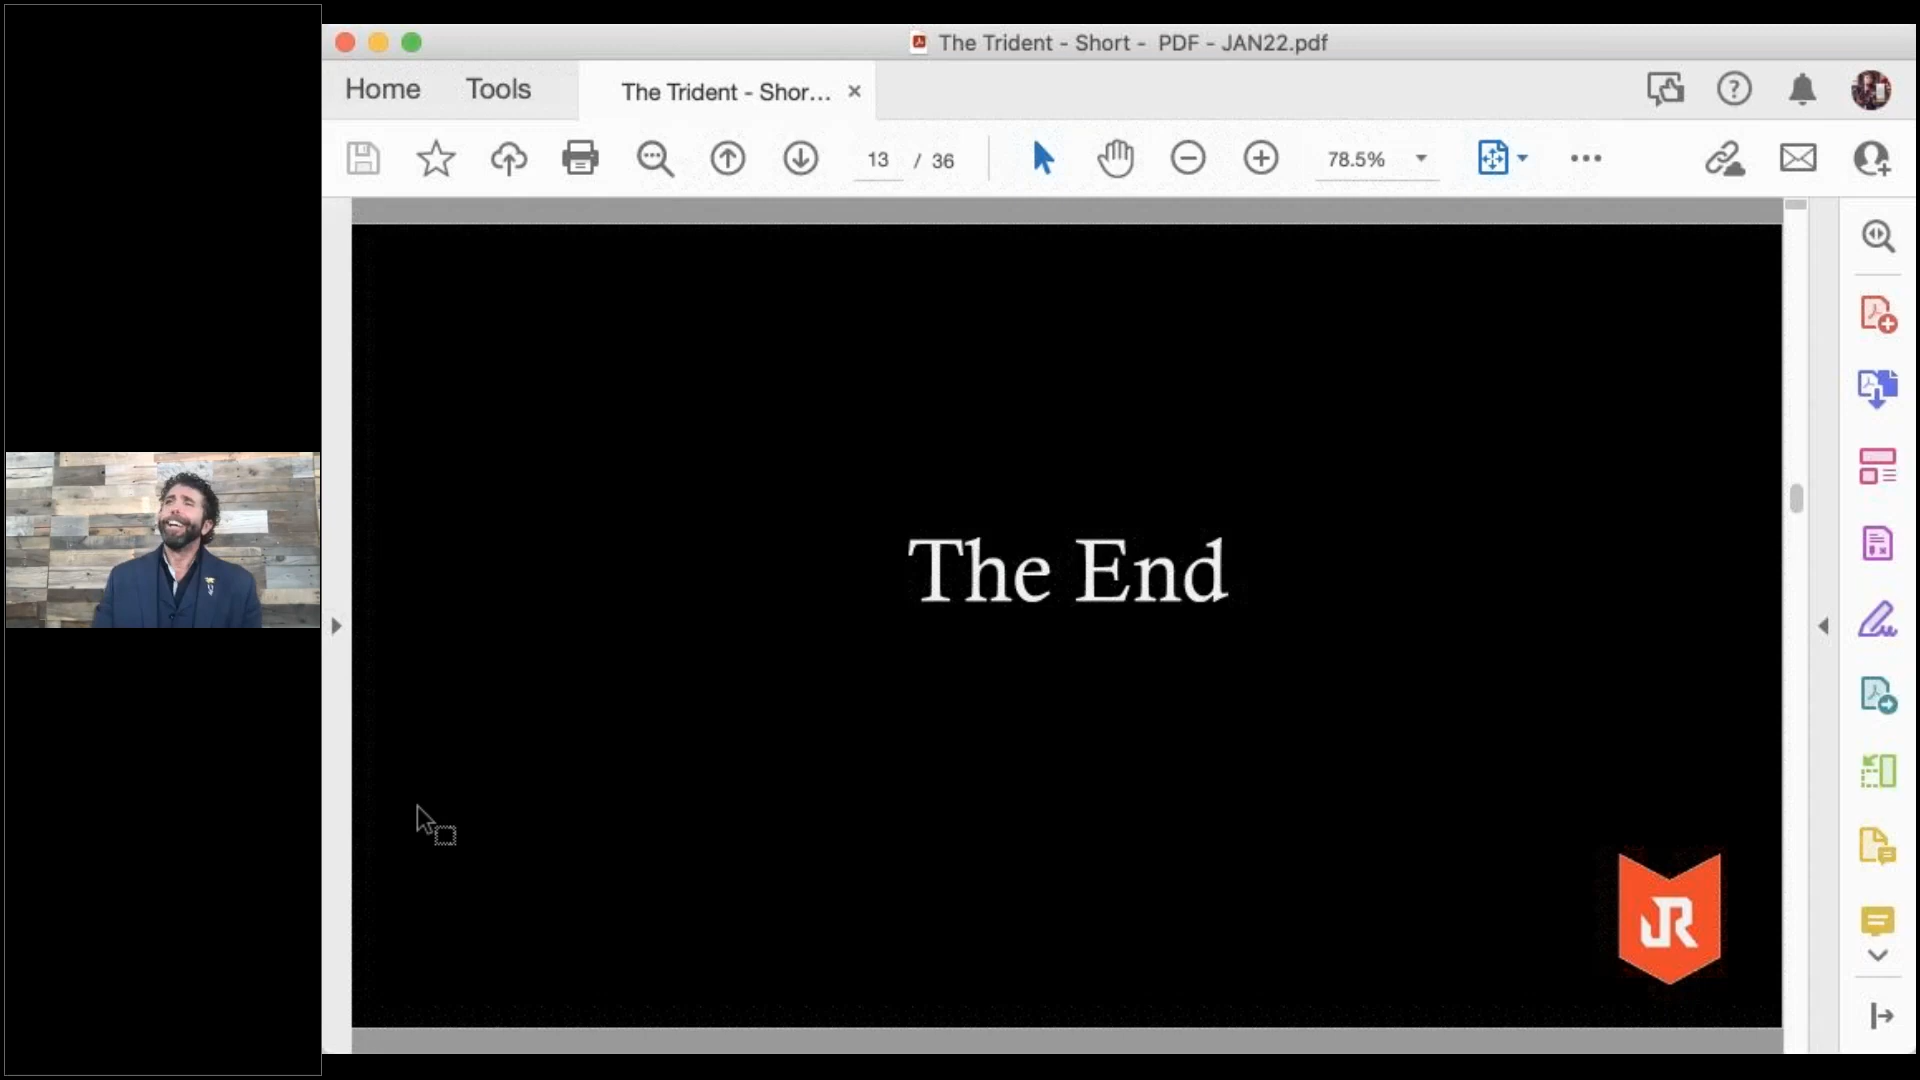 The Trident - Short -  PDF - JAN22.pdf
Home
Tools
The Trident - Shor...
13 / 36
78.5%
The End
JR